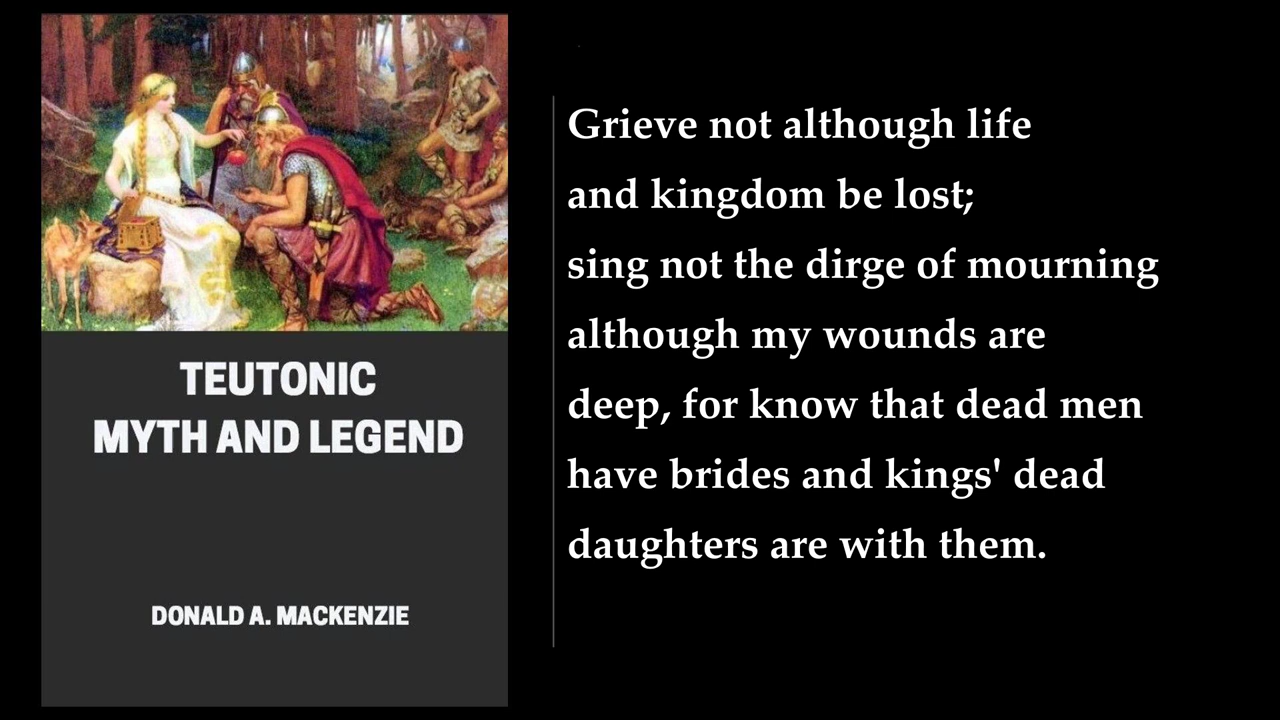 TEUTONIC
MYTH AND LEGEND
DONALD A. MACKENZIE
Grieve not although life
and kingdom be lost;
sing not the dirge of mourning
although my wounds are
deep, for know that dead men
have brides and kings' dead
daughters are with them.